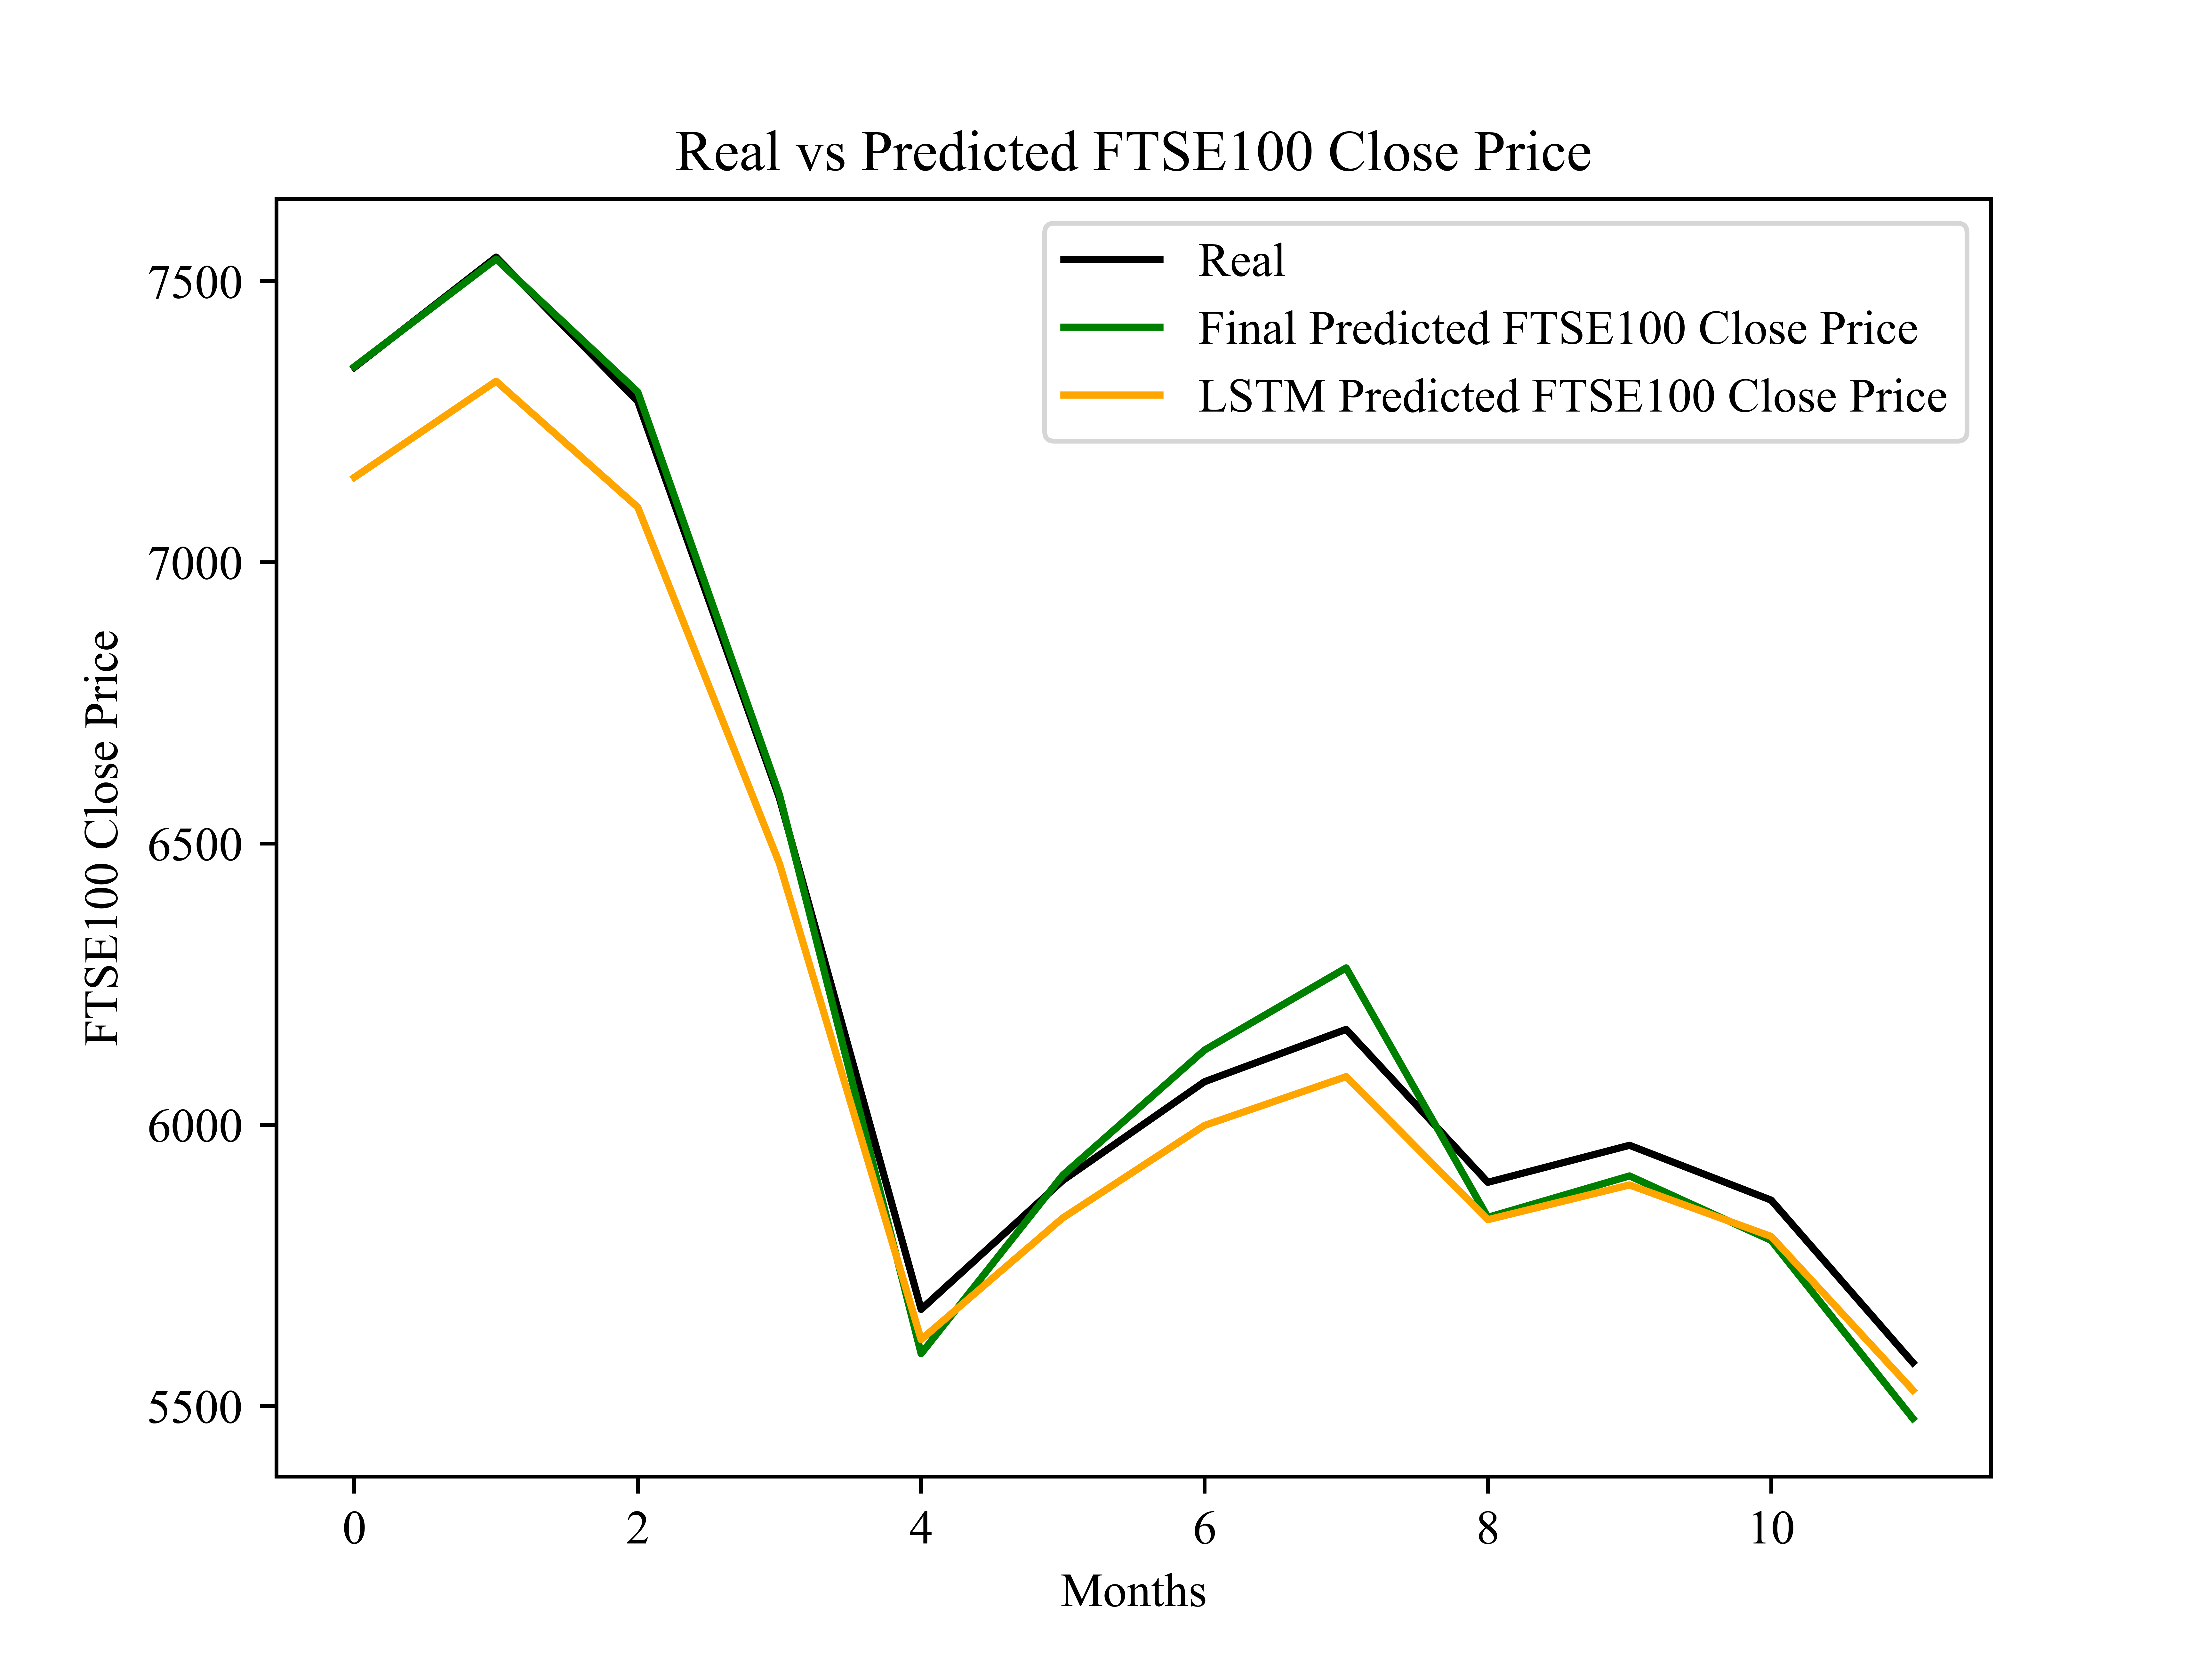 Real vs Predicted FTSE100 Close Price
Real
Final Predicted FTSE100 Close Price
LSTM Predicted FTSE100 Close Price
FTSE100 Close Price
7500
7000
6500
6000
5500
0 2 4 6 8 10
Months